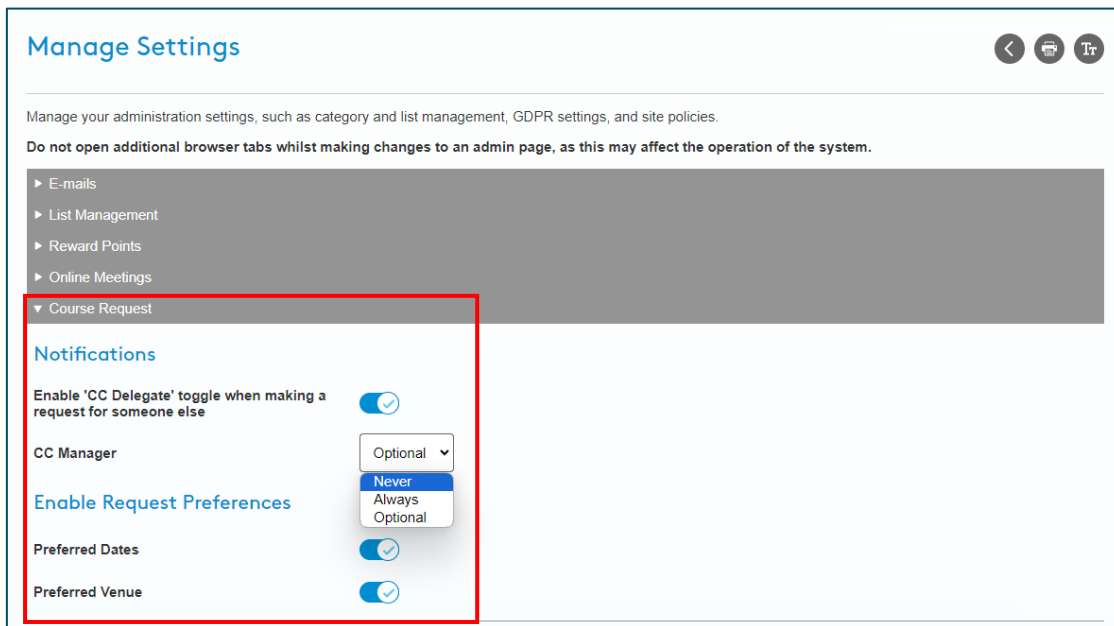 Manage Settings
Manage your administration settings, such as category and list management, GDPR settings, and site policies.
Do not open additional browser tabs whilst making changes to an admin page, as this may affect the operation of the system.
E-mails
List Management
Reward Points
Online Meetings
Course Request
Notifications
Enable 'CC Delegate' toggle when making a
request for someone else
CC Manager
Optional
Never
Always
Optional
Enable Request Preferences
Preferred Dates
Preferred Venue